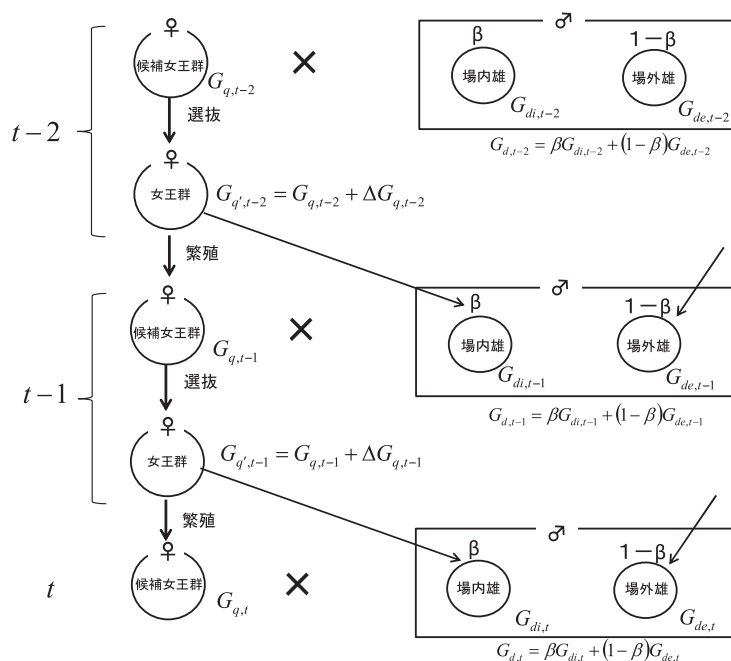 ♀
候補女王群
G_{q,t−2}
選抜
t−2
♀
女王群
G_{q',t−2} = G_{q,t−2} + ΔG_{q,t−2}
繁殖
×
♂
β
場内雄
G_{di,t−2}
1−β
場外雄
G_{de,t−2}
G_{d,t−2} = βG_{di,t−2} + (1−β)G_{de,t−2}
♀
候補女王群
G_{q,t−1}
選抜
t−1
♀
女王群
G_{q',t−1} = G_{q,t−1} + ΔG_{q,t−1}
繁殖
×
♂
β
場内雄
G_{di,t−1}
1−β
場外雄
G_{de,t−1}
G_{d,t−1} = βG_{di,t−1} + (1−β)G_{de,t−1}
t
♀
候補女王群
G_{q,t}
×
♂
β
場内雄
G_{di,t}
1−β
場外雄
G_{de,t}
G_{d,t} = βG_{di,t} + (1−β)G_{de,t}